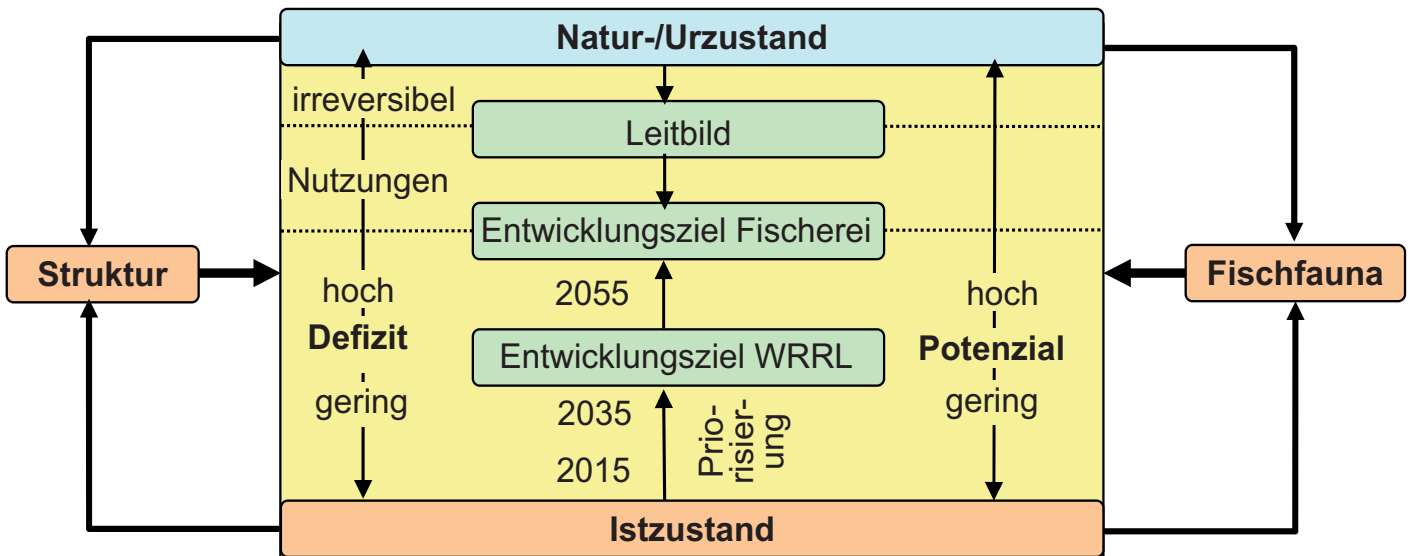 Natur-/Urzustand
irreversibel
Leitbild
Nutzungen
Entwicklungsziel Fischerei
Struktur
Fischfauna
hoch
2055
hoch
Defizit
Entwicklungsziel WRRL
Potenzial
gering
2035
gering
2015
Prio-
risier-
ung
Istzustand